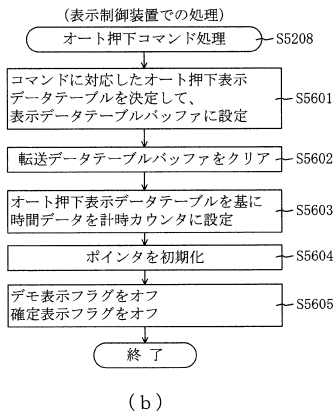 (表示制御装置での処理)
オート押下コマンド処理
S5208
コマンドに対応したオート押下表示
データテーブルを決定して、
表示データテーブルバッファに設定
S5601
転送データテーブルバッファをクリア
S5602
オート押下表示データテーブルを基に
時間データを計時カウンタに設定
S5603
ポインタを初期化
S5604
デモ表示フラグをオフ
確定表示フラグをオフ
S5605
終了
(b)